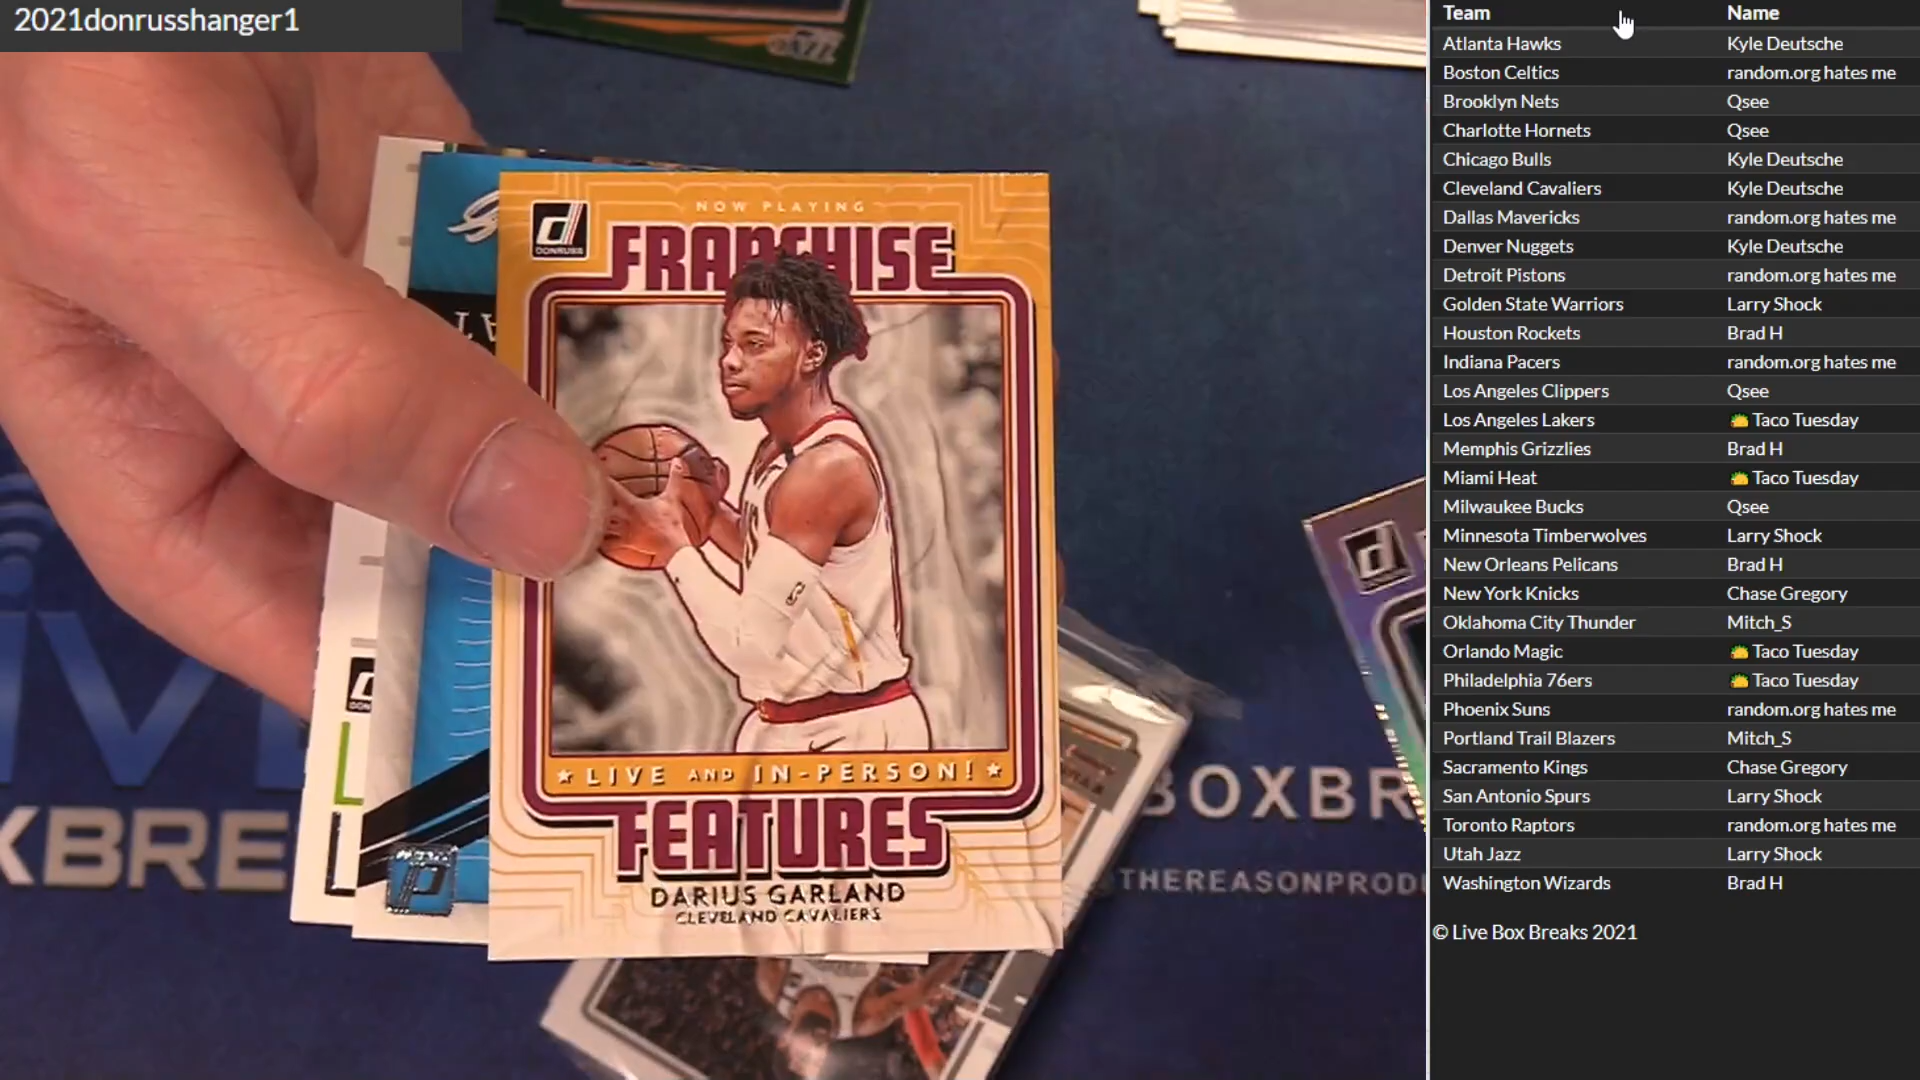 2021donrusshanger1
JAZZ
NOW PLAYING
DONRUSS
FRANCHISE
★ LIVE AND IN-PERSON! ★
FEATURES
DARIUS GARLAND
CLEVELAND CAVALIERS
XBRE
BOXBR
THEREASONPROD
Team Name
Atlanta Hawks Kyle Deutsche
Boston Celtics random.org hates me
Brooklyn Nets Qsee
Charlotte Hornets Qsee
Chicago Bulls Kyle Deutsche
Cleveland Cavaliers Kyle Deutsche
Dallas Mavericks random.org hates me
Denver Nuggets Kyle Deutsche
Detroit Pistons random.org hates me
Golden State Warriors Larry Shock
Houston Rockets Brad H
Indiana Pacers random.org hates me
Los Angeles Clippers Qsee
Los Angeles Lakers 🌮 Taco Tuesday
Memphis Grizzlies Brad H
Miami Heat 🌮 Taco Tuesday
Milwaukee Bucks Qsee
Minnesota Timberwolves Larry Shock
New Orleans Pelicans Brad H
New York Knicks Chase Gregory
Oklahoma City Thunder Mitch_S
Orlando Magic 🌮 Taco Tuesday
Philadelphia 76ers 🌮 Taco Tuesday
Phoenix Suns random.org hates me
Portland Trail Blazers Mitch_S
Sacramento Kings Chase Gregory
San Antonio Spurs Larry Shock
Toronto Raptors random.org hates me
Utah Jazz Larry Shock
Washington Wizards Brad H
© Live Box Breaks 2021